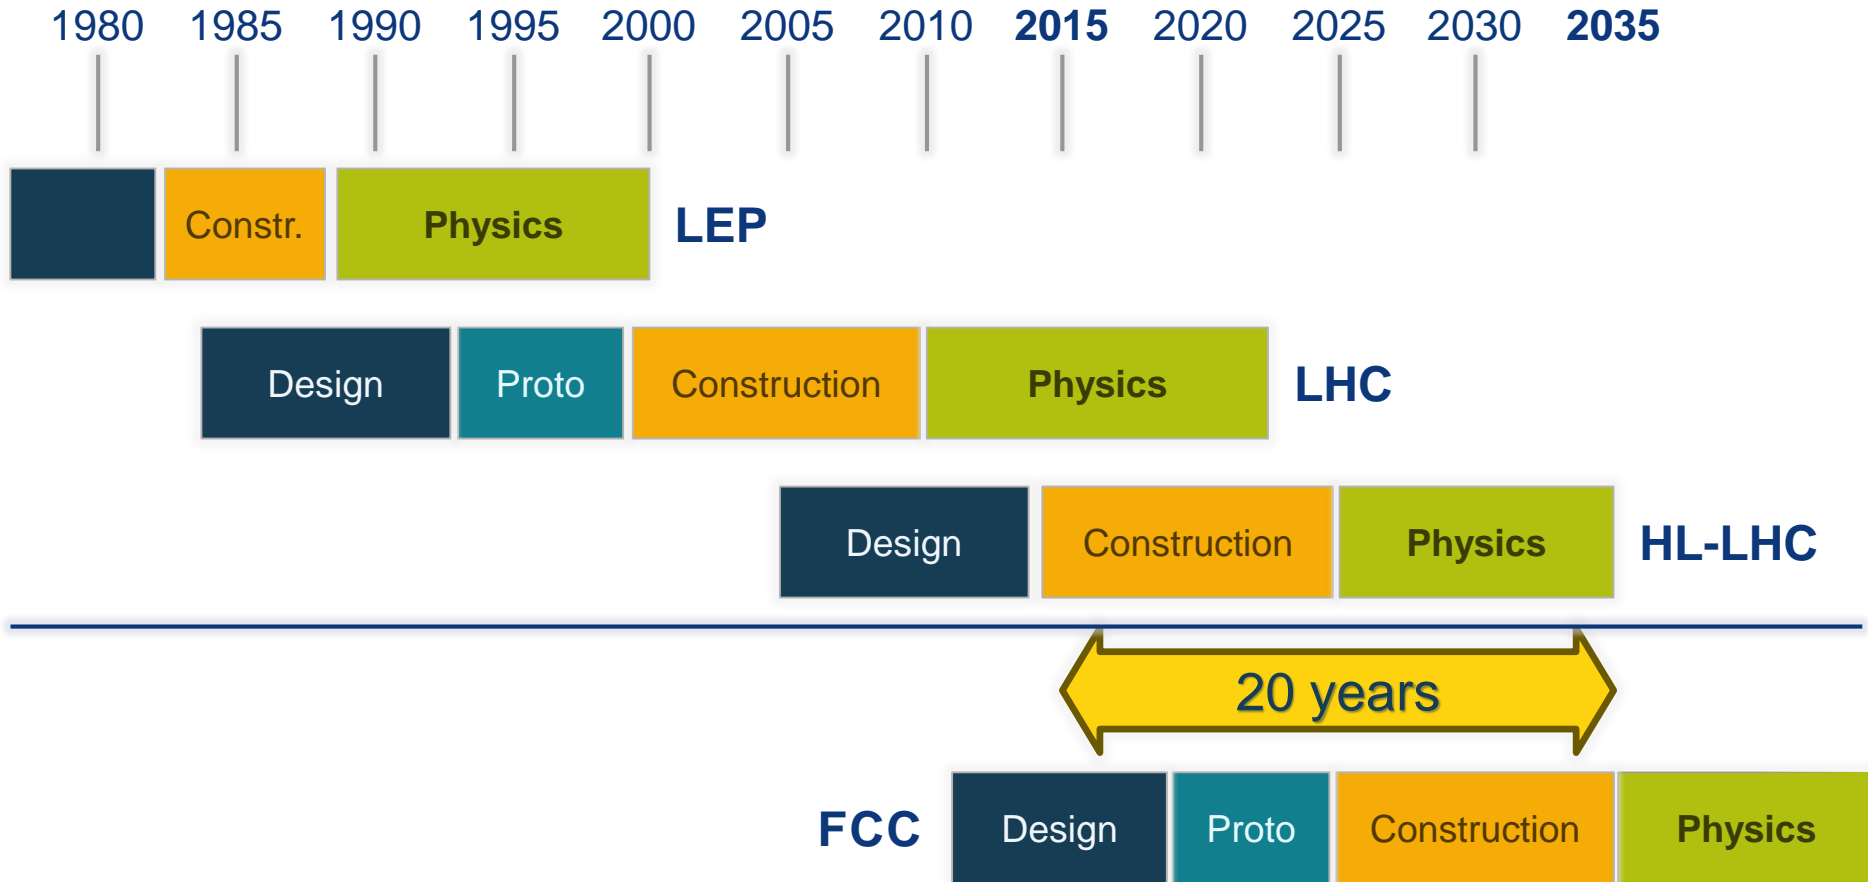 1980 1985 1990 1995 2000 2005 2010 2015 2020 2025 2030 2035
Constr. Physics LEP
Design Proto Construction Physics LHC
Design Construction Physics HL-LHC
20 years
FCC Design Proto Construction Physics